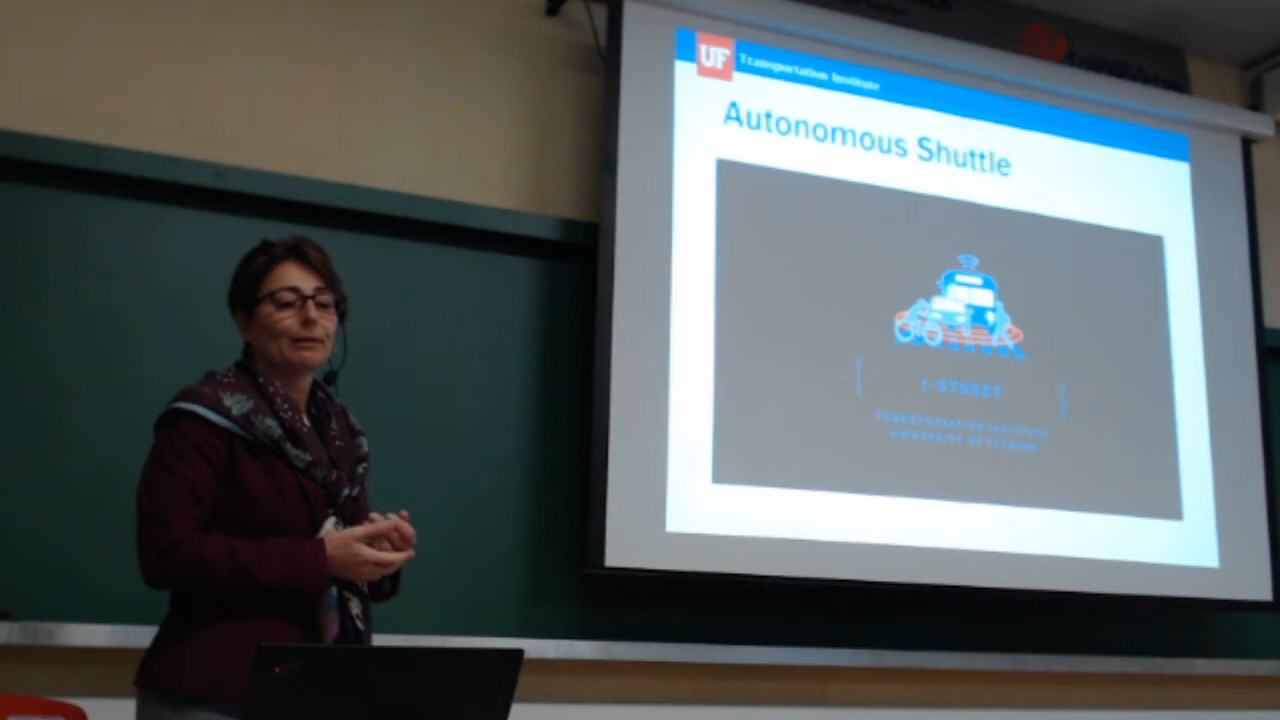 UF Transportation Institute
Autonomous Shuttle
I-STREET
TRANSPORTATION INSTITUTE
UNIVERSITY OF FLORIDA